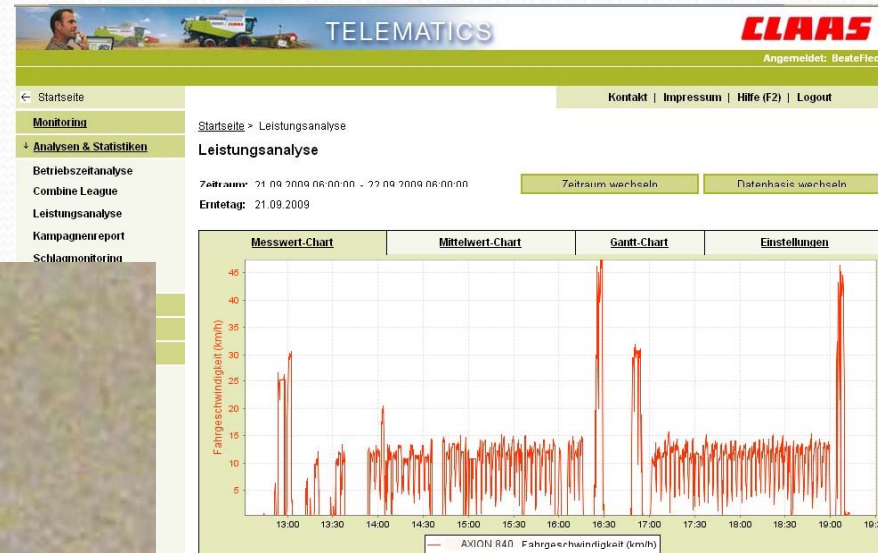 TELEMATICS
CLAAS
Angemeldet: BeateFlec
← Startseite
Kontakt | Impressum | Hilfe (F2) | Logout
Monitoring
Analysen & Statistiken
Betriebszeitanalyse
Combine League
Leistungsanalyse
Kampagnenreport
Schlagmonitoring
Startseite > Leistungsanalyse
Leistungsanalyse
Zeitraum: 21.09.2009 06:00:00 - 22.09.2009 06:00:00
Zeitraum wechseln
Datenbasis wechseln
Erntetag: 21.09.2009
Messwert-Chart
Mittelwert-Chart
Gantt-Chart
Einstellungen
Fahrgeschwindigkeit (km/h)
45
40
35
30
25
20
15
10
5
13:00 13:30 14:00 14:30 15:00 15:30 16:00 16:30 17:00 17:30 18:00 18:30 19:00 19:3
AXION 840 Fahrgeschwindigkeit (km/h)